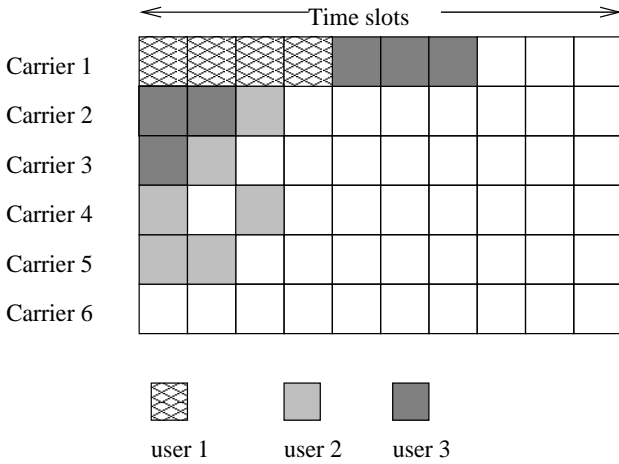 Time slots
Carrier 1
Carrier 2
Carrier 3
Carrier 4
Carrier 5
Carrier 6
user 1 user 2 user 3